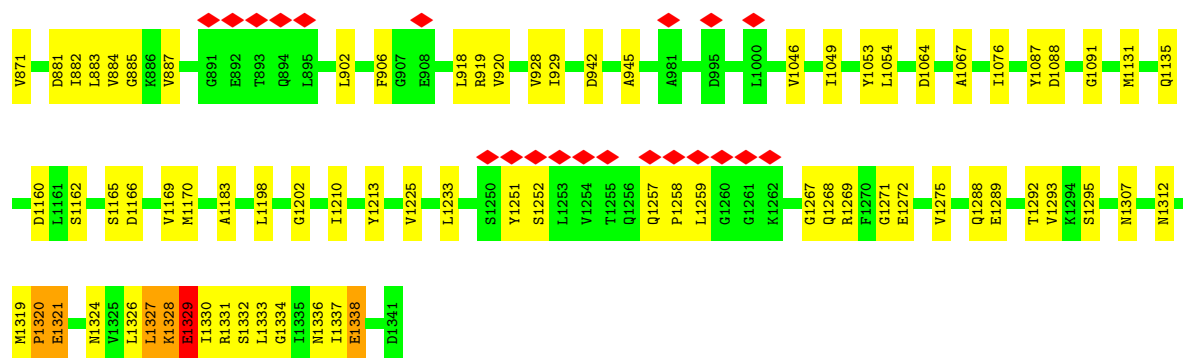 V871 D881 I882 L883 V884 G885 K886 V887 G891 E892 T893 Q894 L895 L902 F906 G907 E908 L918 R919 V920 V928 I929 D942 A945 A981 D995 L1000 V1046 I1049 Y1053 L1054 D1064 A1067 I1076 Y1087 D1088 G1091 M1131 Q1135
D1160 L1161 S1162 S1165 D1166 V1169 M1170 A1183 L1198 G1202 I1210 Y1213 V1225 L1233 S1250 Y1251 S1252 L1253 V1254 T1255 Q1256 Q1257 P1258 L1259 G1260 G1261 K1262 G1267 Q1268 R1269 F1270 G1271 E1272 V1275 Q1288 E1289 T1292 V1293 K1294 S1295 N1307 N1312
M1319 P1320 E1321 N1324 V1325 L1326 L1327 K1328 E1329 I1330 R1331 S1332 L1333 G1334 I1335 N1336 I1337 E1338 D1341